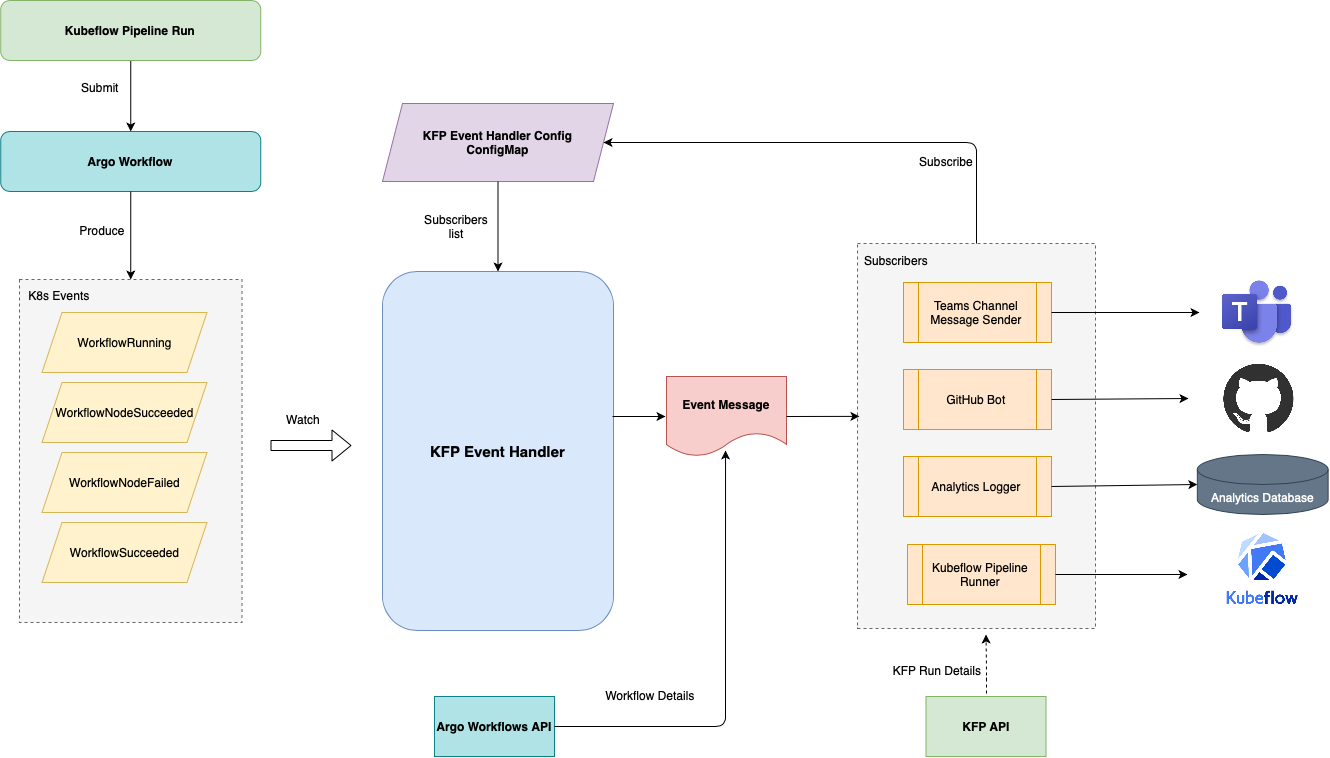 Kubeflow Pipeline Run
Submit
Argo Workflow
Produce
K8s Events
WorkflowRunning
WorkflowNodeSucceeded
WorkflowNodeFailed
WorkflowSucceeded
Watch
KFP Event Handler Config
ConfigMap
Subscribers
list
KFP Event Handler
Event Message
Argo Workflows API
Workflow Details
Subscribe
Subscribers
Teams Channel
Message Sender
GitHub Bot
Analytics Logger
Kubeflow Pipeline
Runner
KFP Run Details
KFP API
T
Analytics Database
Kubeflow